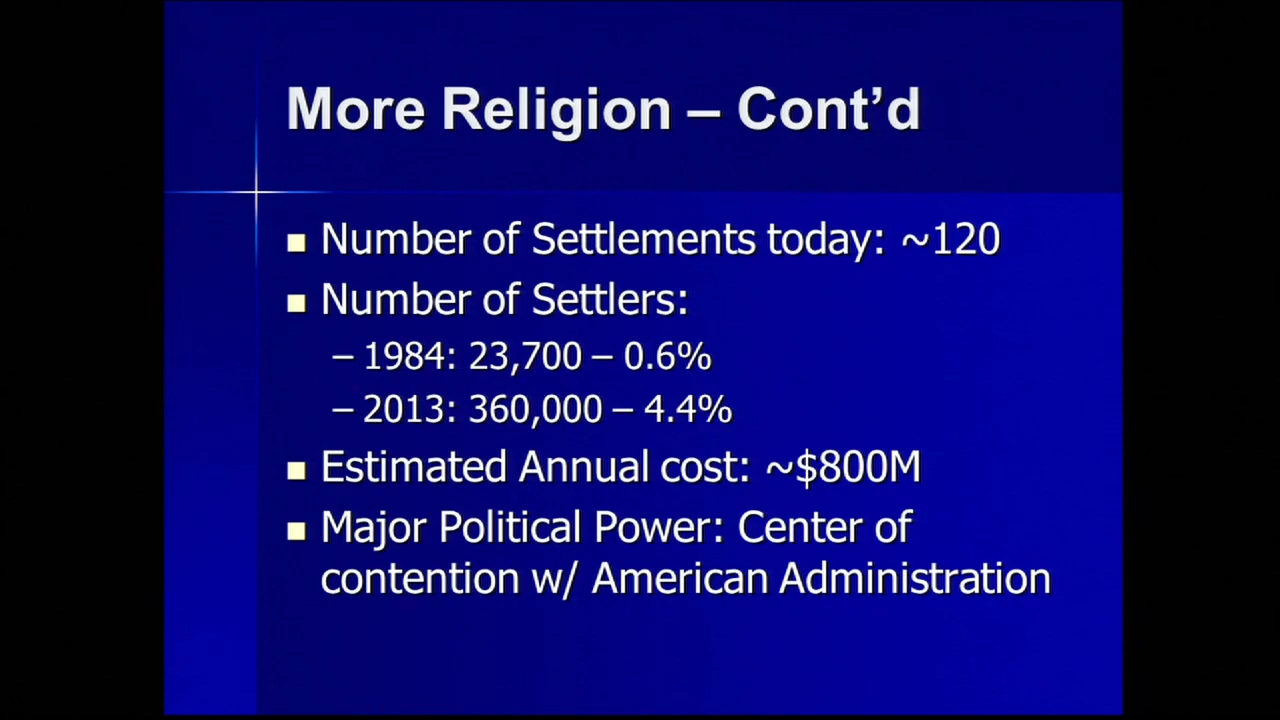 More Religion – Cont’d
■ Number of Settlements today: ~120
■ Number of Settlers:
– 1984: 23,700 – 0.6%
– 2013: 360,000 – 4.4%
■ Estimated Annual cost: ~$800M
■ Major Political Power: Center of
contention w/ American Administration